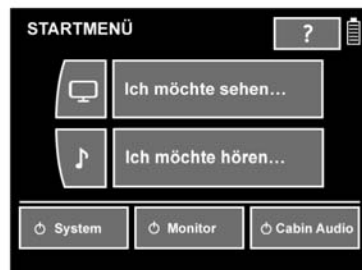 STARTMENÜ
?
Ich möchte sehen...
Ich möchte hören...
System
Monitor
Cabin Audio